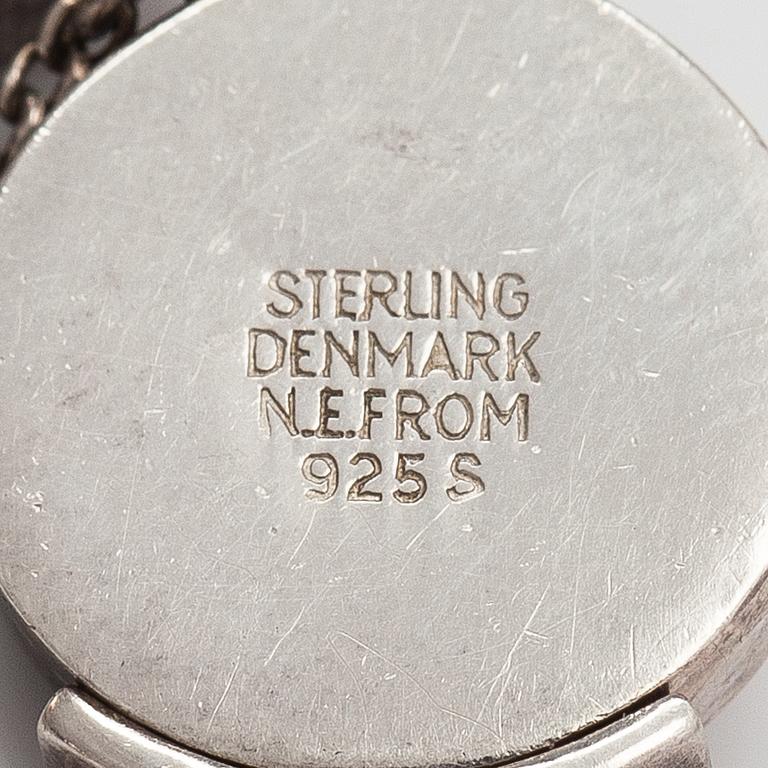 STERLING
DENMARK
N.E.FROM
925 S